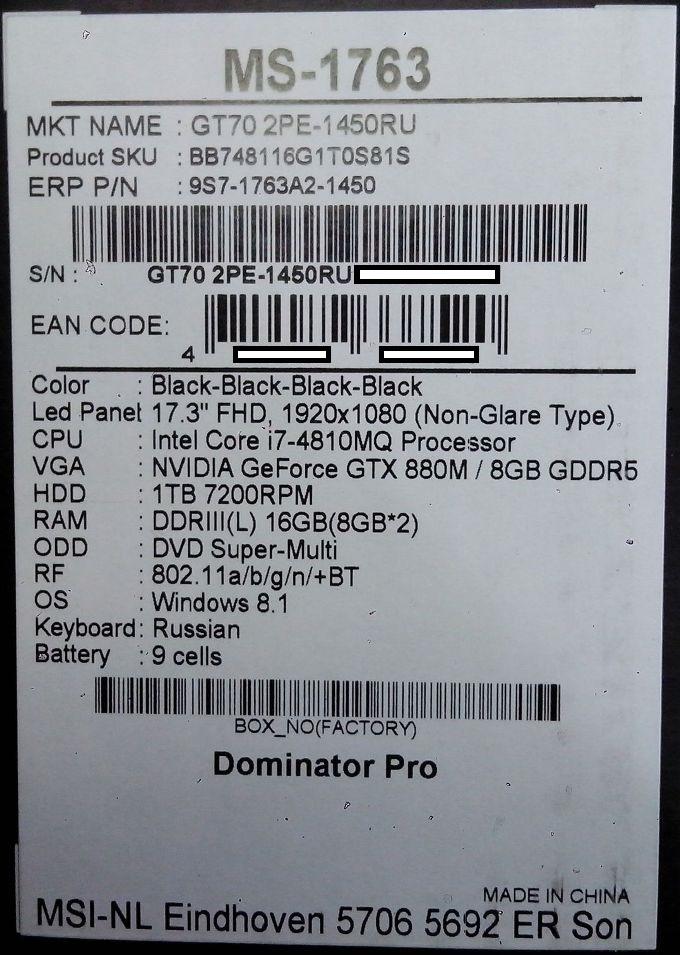 MS-1763
MKT NAME : GT70 2PE-1450RU
Product SKU : BB748116G1T0S81S
ERP P/N : 9S7-1763A2-1450
S/N : GT70 2PE-1450RU
EAN CODE:
4
Color : Black-Black-Black-Black
Led Panet 17.3" FHD, 1920x1080 (Non-Glare Type)
CPU : Intel Core i7-4810MQ Processor
VGA : NVIDIA GeForce GTX 880M / 8GB GDDR5
HDD : 1TB 7200RPM
RAM : DDRIII(L) 16GB(8GB*2)
ODD : DVD Super-Multi
RF : 802.11a/b/g/n/+BT
OS : Windows 8.1
Keyboard: Russian
Battery : 9 cells
BOX_NO(FACTORY)
Dominator Pro
MADE IN CHINA
MSI-NL Eindhoven 5706 5692 ER Son